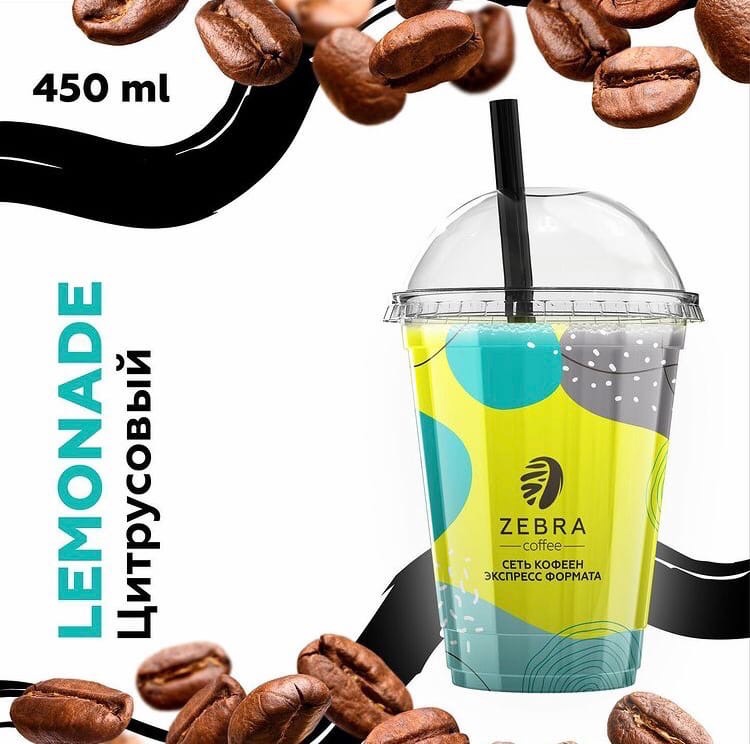 450 ml
LEMONADE
Цитрусовый
ZEBRA
coffee
СЕТЬ КОФЕЕН
ЭКСПРЕСС ФОРМАТА